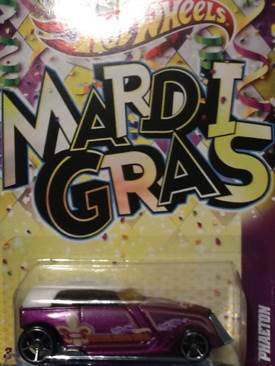 Hot Wheels
MARDI
GRAS
PHAETON